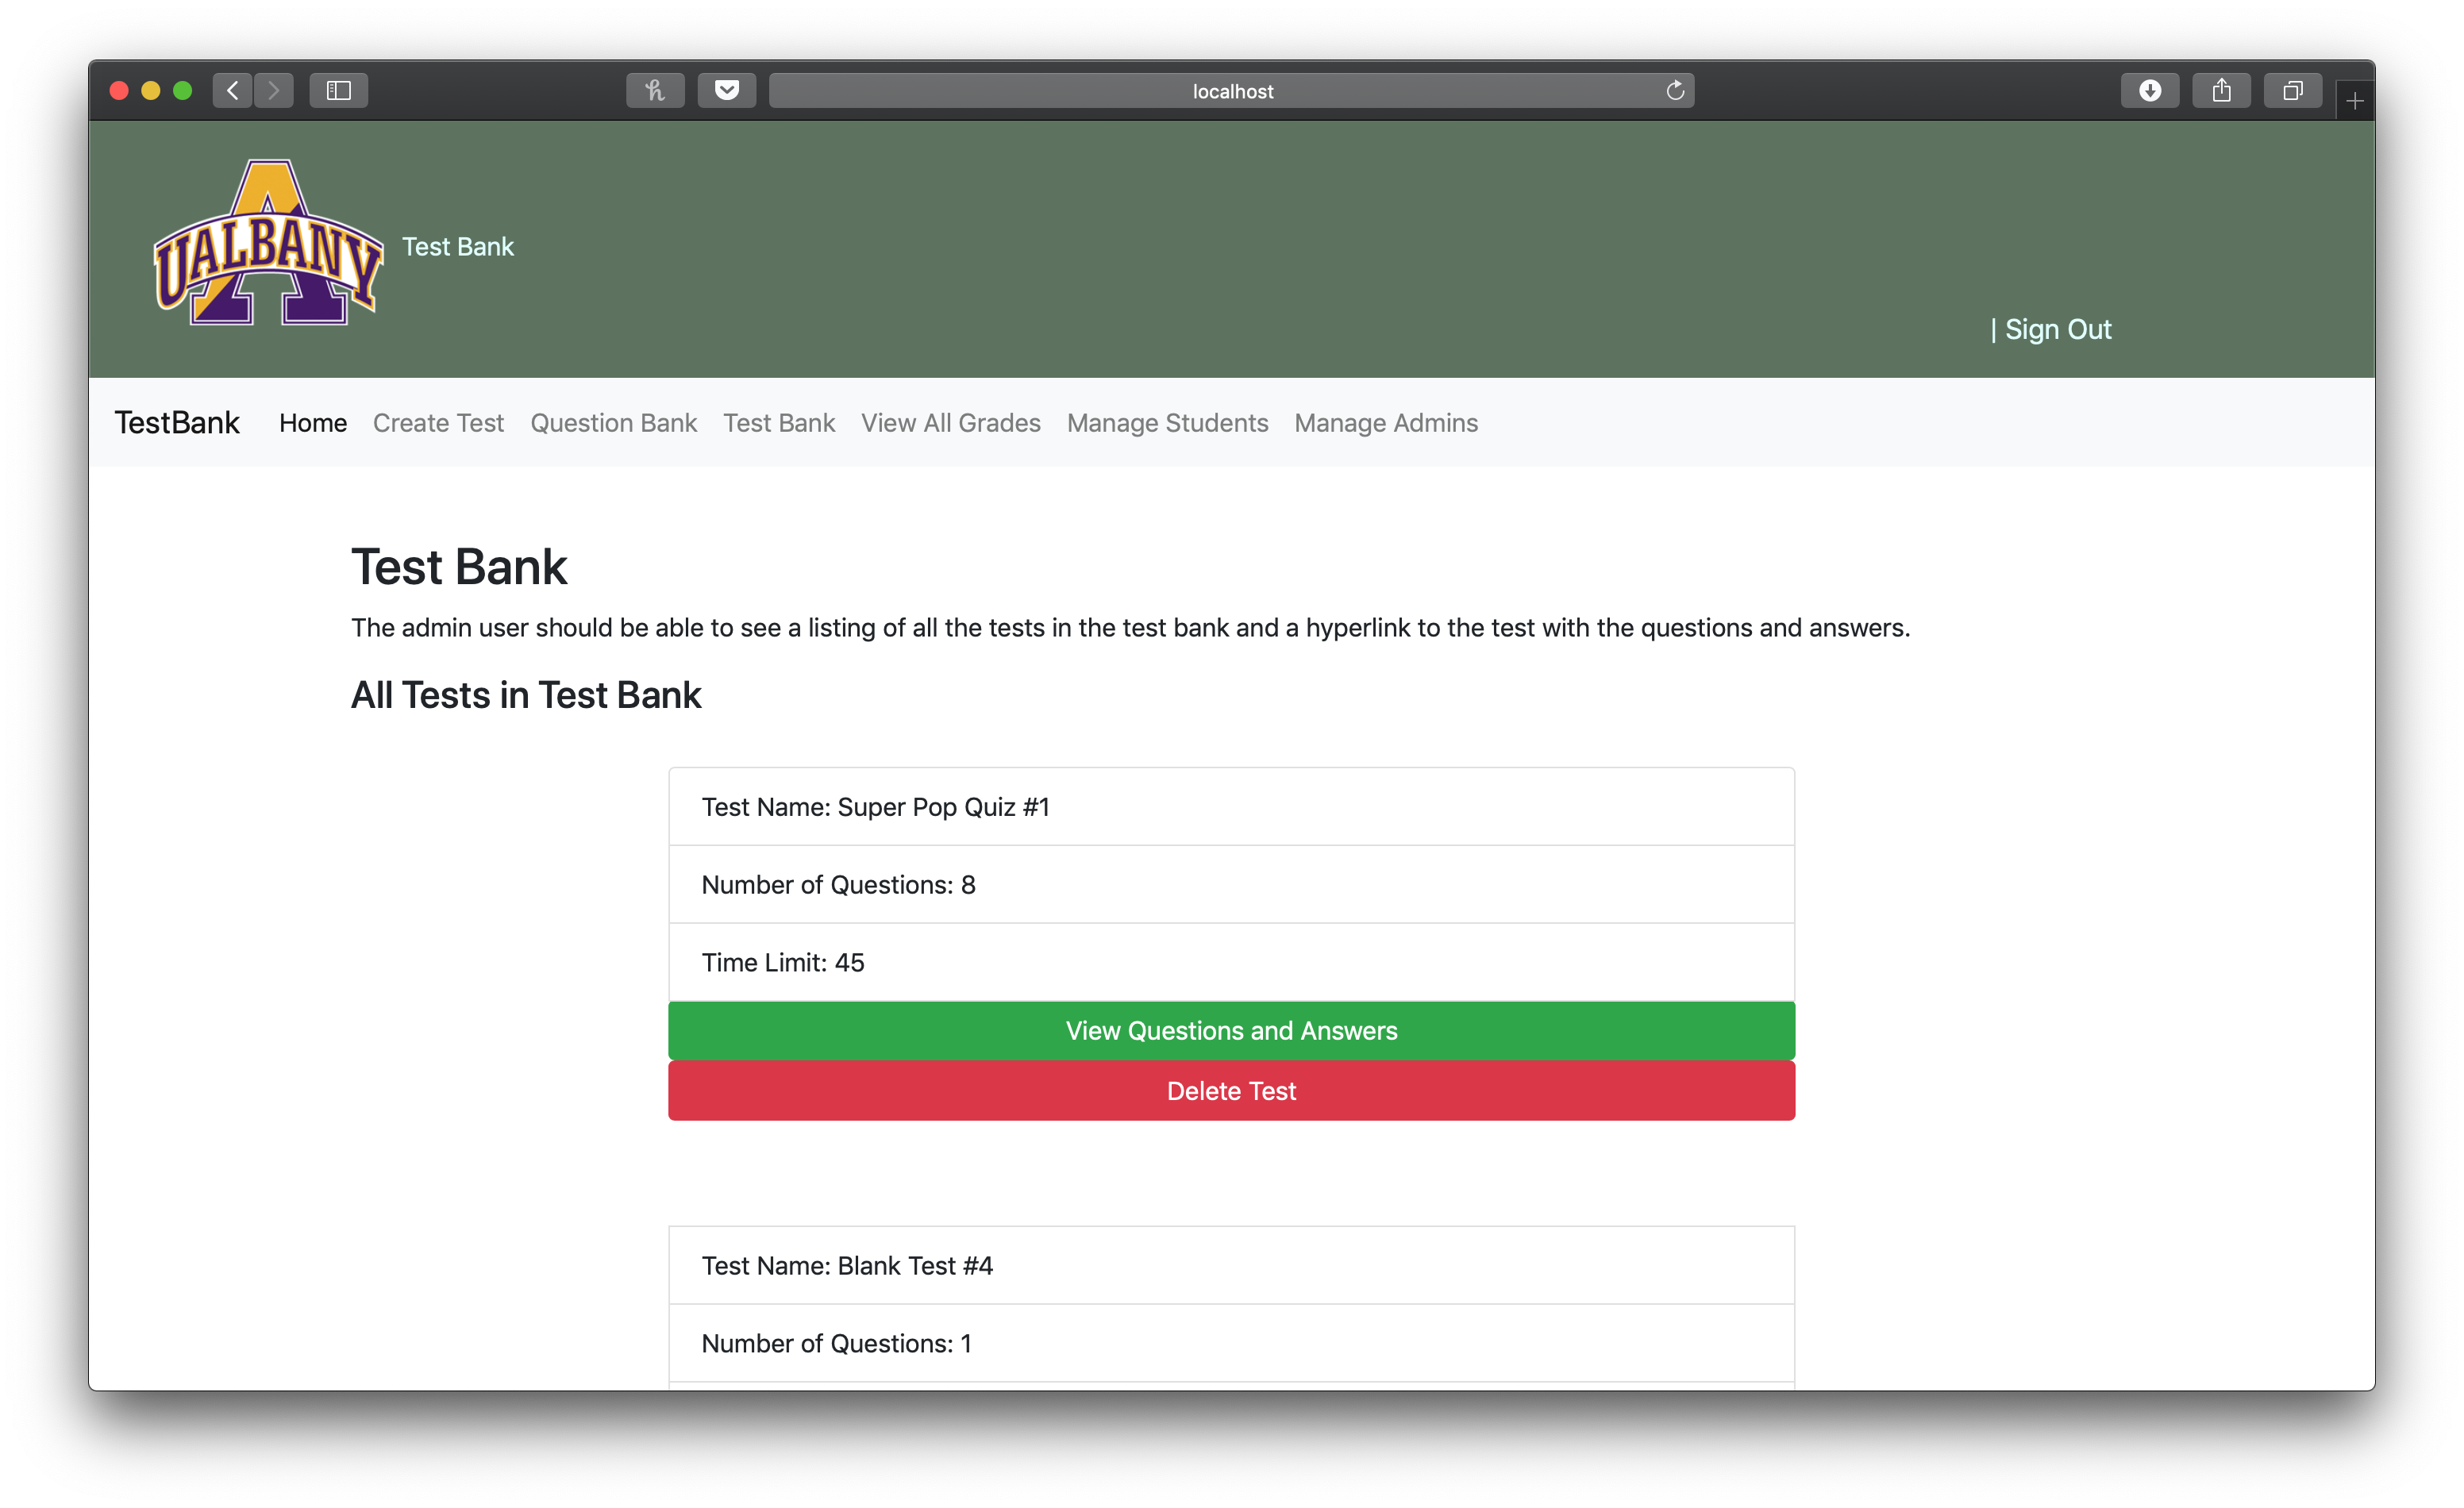 localhost
UALBANY
Test Bank
| Sign Out
TestBank Home Create Test Question Bank Test Bank View All Grades Manage Students Manage Admins
Test Bank
The admin user should be able to see a listing of all the tests in the test bank and a hyperlink to the test with the questions and answers.
All Tests in Test Bank
Test Name: Super Pop Quiz #1
Number of Questions: 8
Time Limit: 45
View Questions and Answers
Delete Test
Test Name: Blank Test #4
Number of Questions: 1